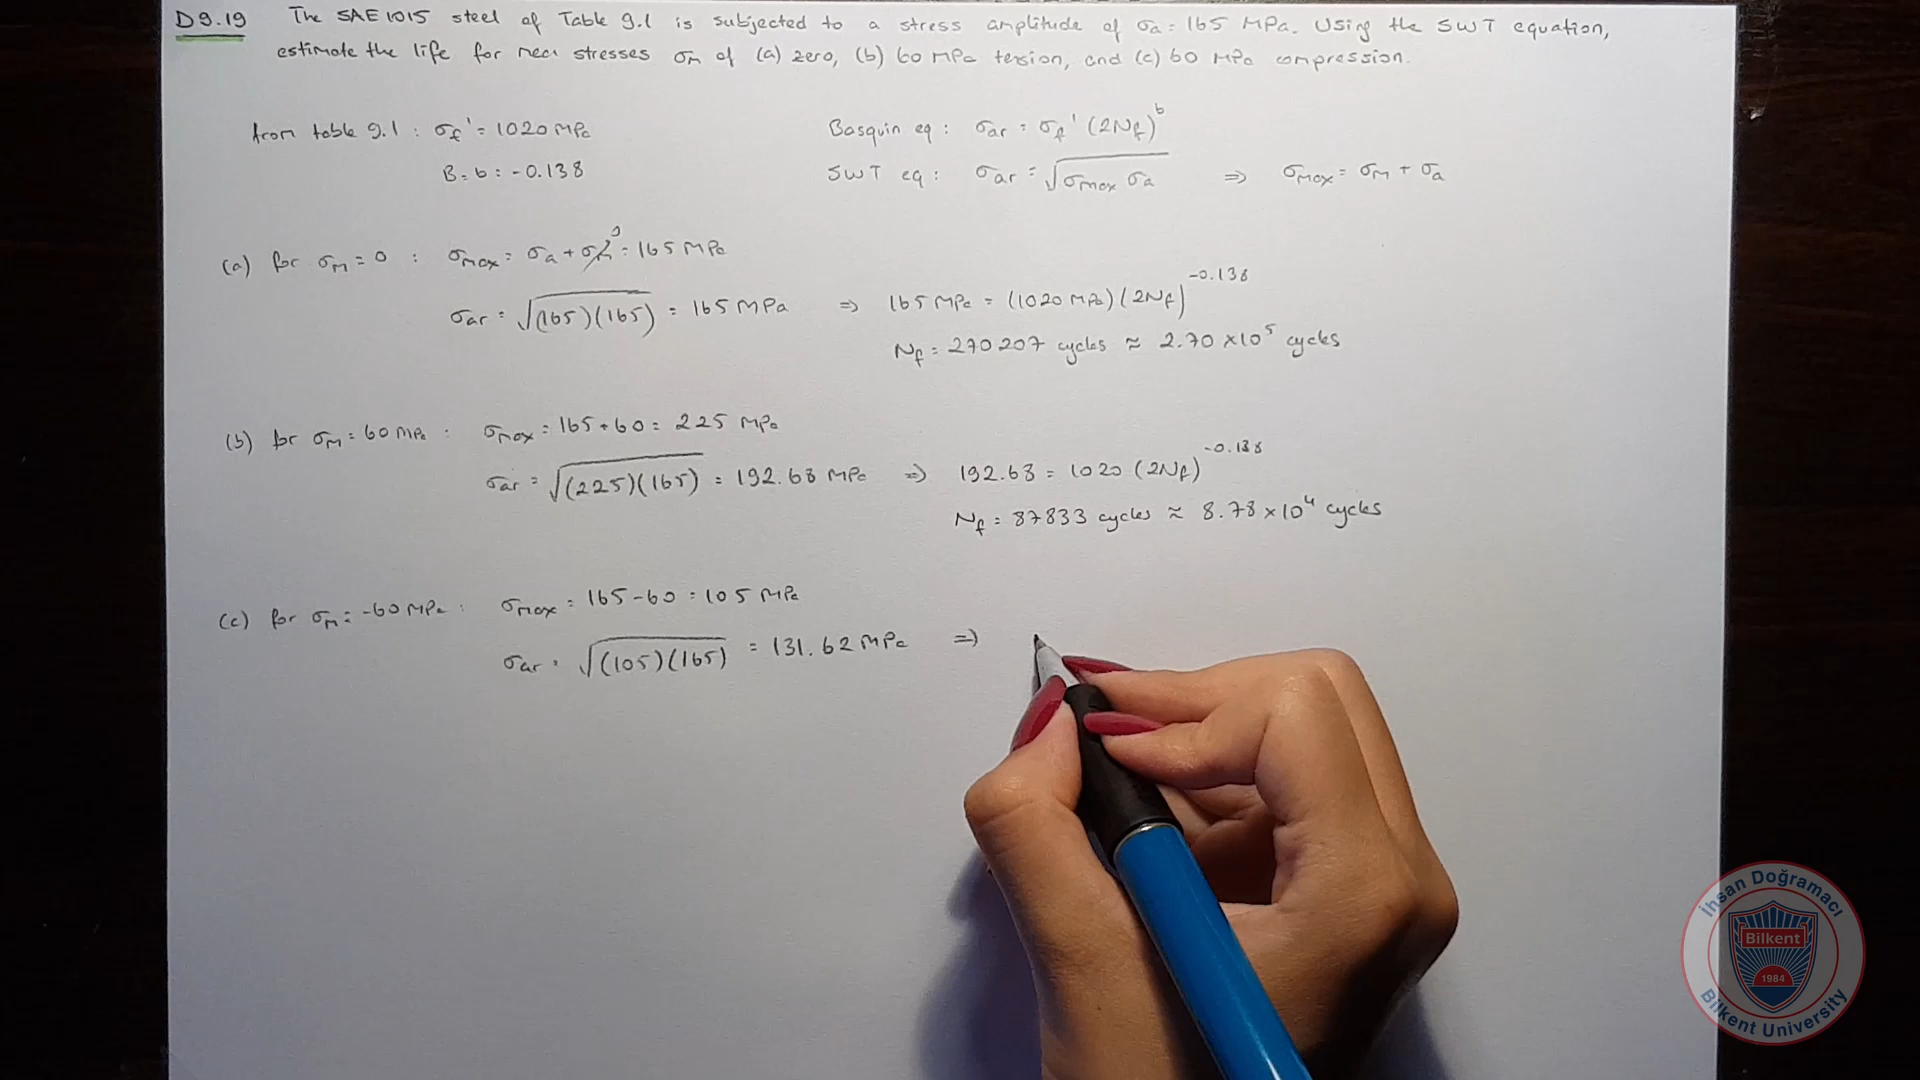 D9.19 The SAE 1015 steel of Table 9.1 is subjected to a stress amplitude of σa = 165 MPa. Using the SWT equation,
estimate the life for mean stresses σm of (a) zero, (b) 60 MPa tension, and (c) 60 MPa compression.
from table 9.1 : σf' = 1020 MPa
B = b = -0.138
Basquin eq : σar = σf' (2Nf)^b
SWT eq : σar = √(σmax σa) ⇒ σmax = σm + σa
(a) for σm = 0 : σmax = σa + σm^0 = 165 MPa
σar = √(165)(165) = 165 MPa ⇒ 165 MPa = (1020 MPa) (2Nf)^-0.138
Nf = 270 207 cycles ≈ 2.70 × 10^5 cycles
(b) for σm = 60 MPa : σmax = 165 + 60 = 225 MPa
σar = √(225)(165) = 192.68 MPa ⇒ 192.68 = 1020 (2Nf)^-0.138
Nf = 87833 cycles ≈ 8.78 × 10^4 cycles
(c) for σm = -60 MPa : σmax = 165 - 60 = 105 MPa
σar = √(105)(165) = 131.62 MPa ⇒
İhsan Doğramacı
Bilkent
1984
Bilkent University